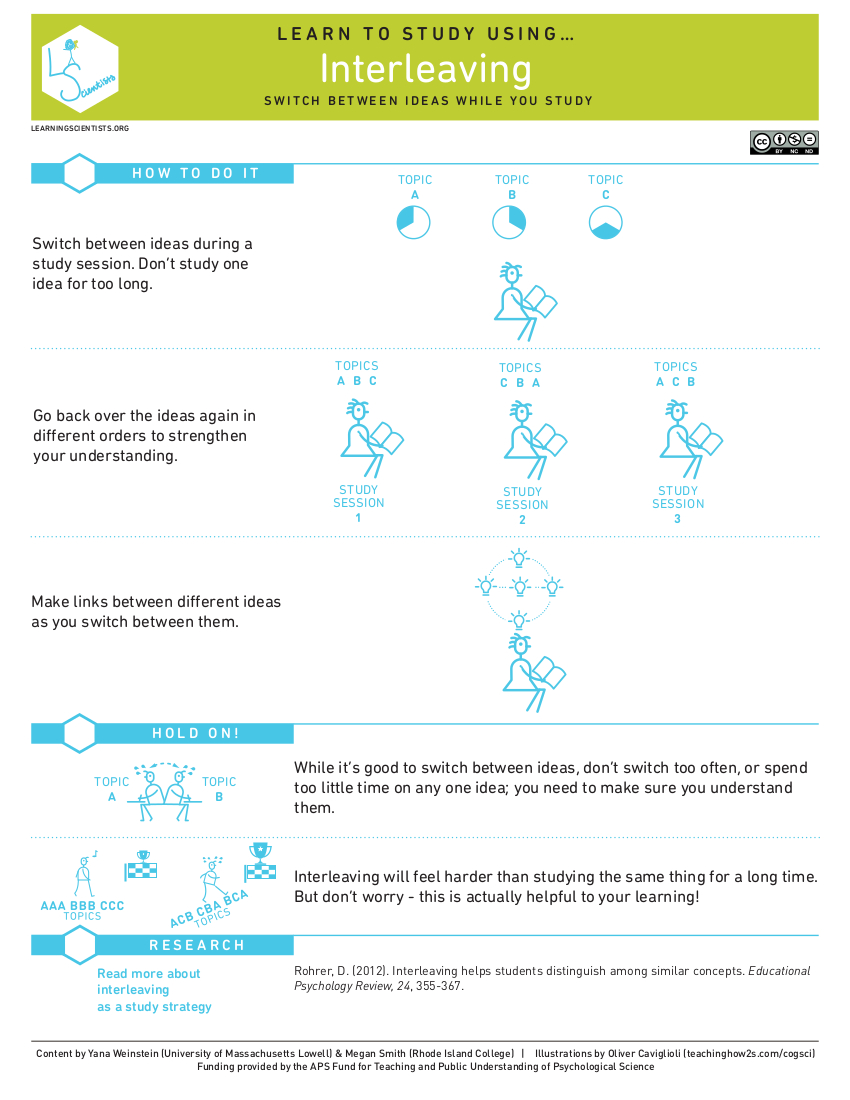 LEARN TO STUDY USING…
Interleaving
SWITCH BETWEEN IDEAS WHILE YOU STUDY
LS
cientists
LEARNINGSCIENTISTS.ORG
cc
BY NC ND
HOW TO DO IT
TOPIC
A
TOPIC
B
TOPIC
C
Switch between ideas during a
study session. Don't study one
idea for too long.
TOPICS
A B C
TOPICS
C B A
TOPICS
A C B
Go back over the ideas again in
different orders to strengthen
your understanding.
STUDY
SESSION
1
STUDY
SESSION
2
STUDY
SESSION
3
Make links between different ideas
as you switch between them.
HOLD ON!
TOPIC
A
TOPIC
B
While it's good to switch between ideas, don't switch too often, or spend
too little time on any one idea; you need to make sure you understand
them.
AAA BBB CCC
TOPICS
ACB CBA BCA
TOPICS
Interleaving will feel harder than studying the same thing for a long time.
But don't worry - this is actually helpful to your learning!
RESEARCH
Read more about
interleaving
as a study strategy
Rohrer, D. (2012). Interleaving helps students distinguish among similar concepts. Educational
Psychology Review, 24, 355-367.
Content by Yana Weinstein (University of Massachusetts Lowell) & Megan Smith (Rhode Island College) | Illustrations by Oliver Caviglioli (teachinghow2s.com/cogsci)
Funding provided by the APS Fund for Teaching and Public Understanding of Psychological Science